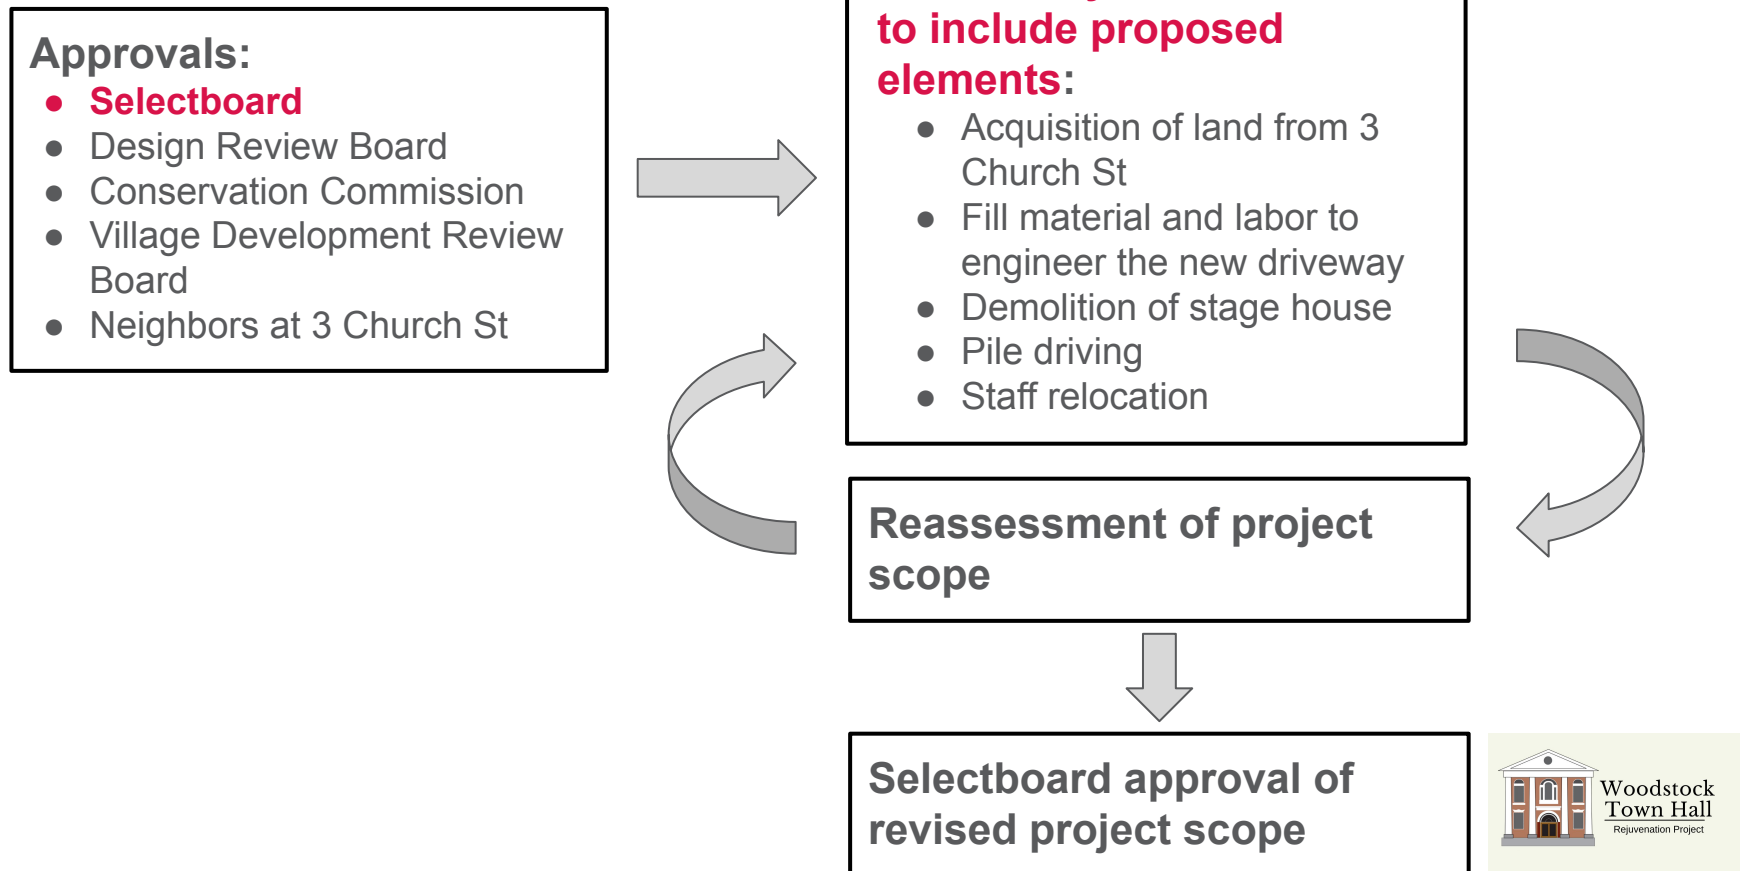 Approvals:
● Selectboard
● Design Review Board
● Conservation Commission
● Village Development Review
Board
● Neighbors at 3 Church St
to include proposed
elements:
● Acquisition of land from 3
Church St
● Fill material and labor to
engineer the new driveway
● Demolition of stage house
● Pile driving
● Staff relocation
Reassessment of project
scope
Selectboard approval of
revised project scope
Woodstock
Town Hall
Rejuvenation Project